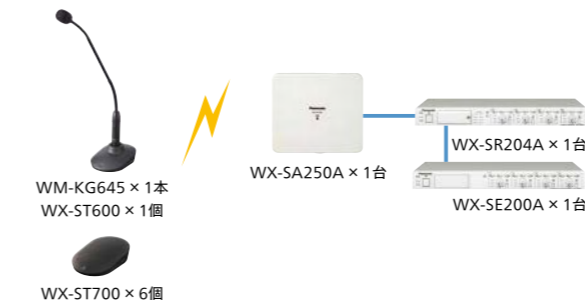 WM-KG645 × 1本
WX-ST600 × 1個
WX-ST700 × 6個
Panasonic
WX-SA250A × 1台
WX-SR204A × 1台
WX-SE200A × 1台